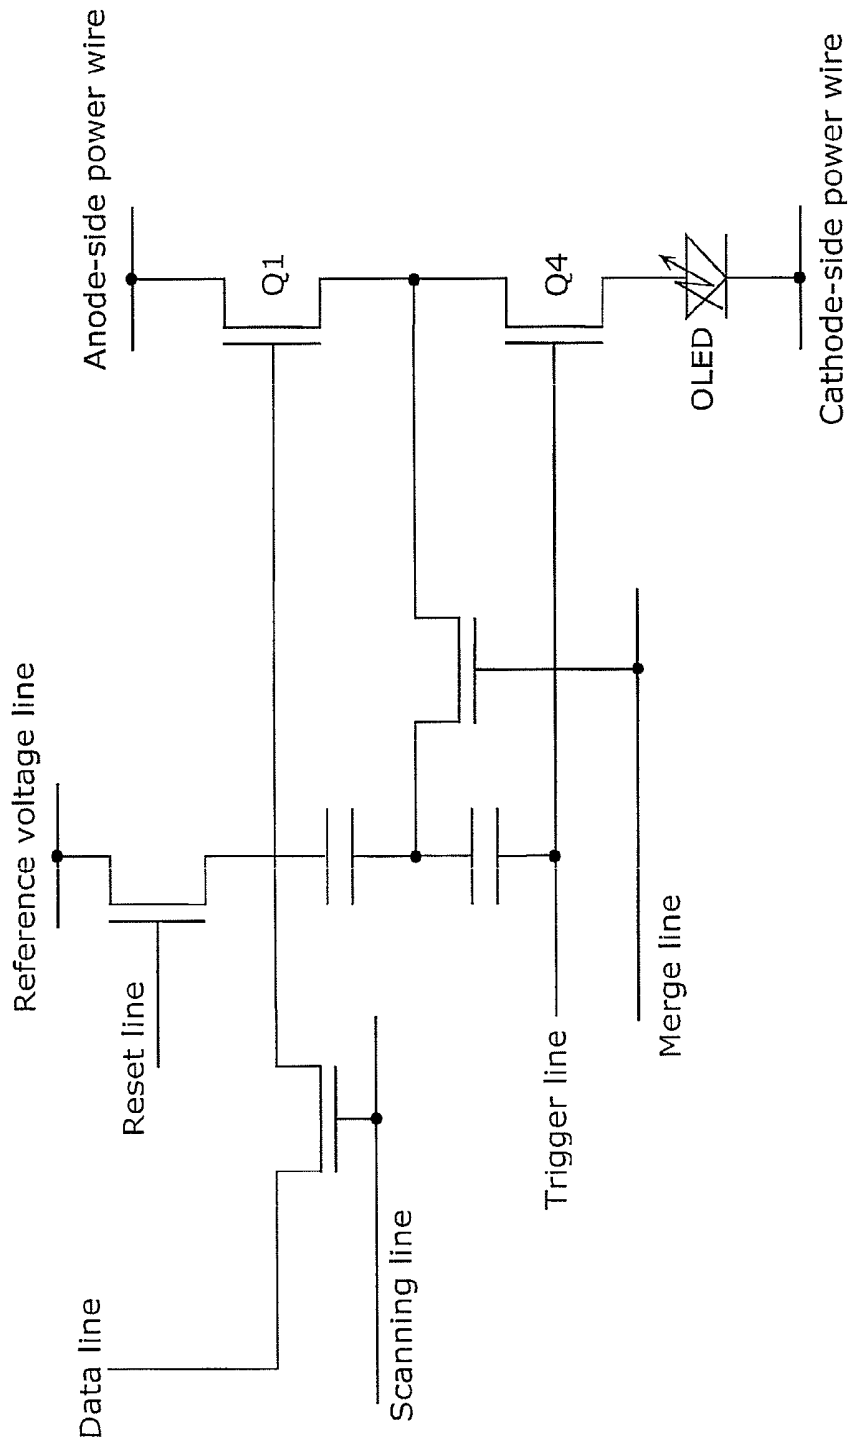 Data line
Reference voltage line
Anode-side power wire
Reset line
Q1
Scanning line
Trigger line
Q4
Merge line
OLED
Cathode-side power wire